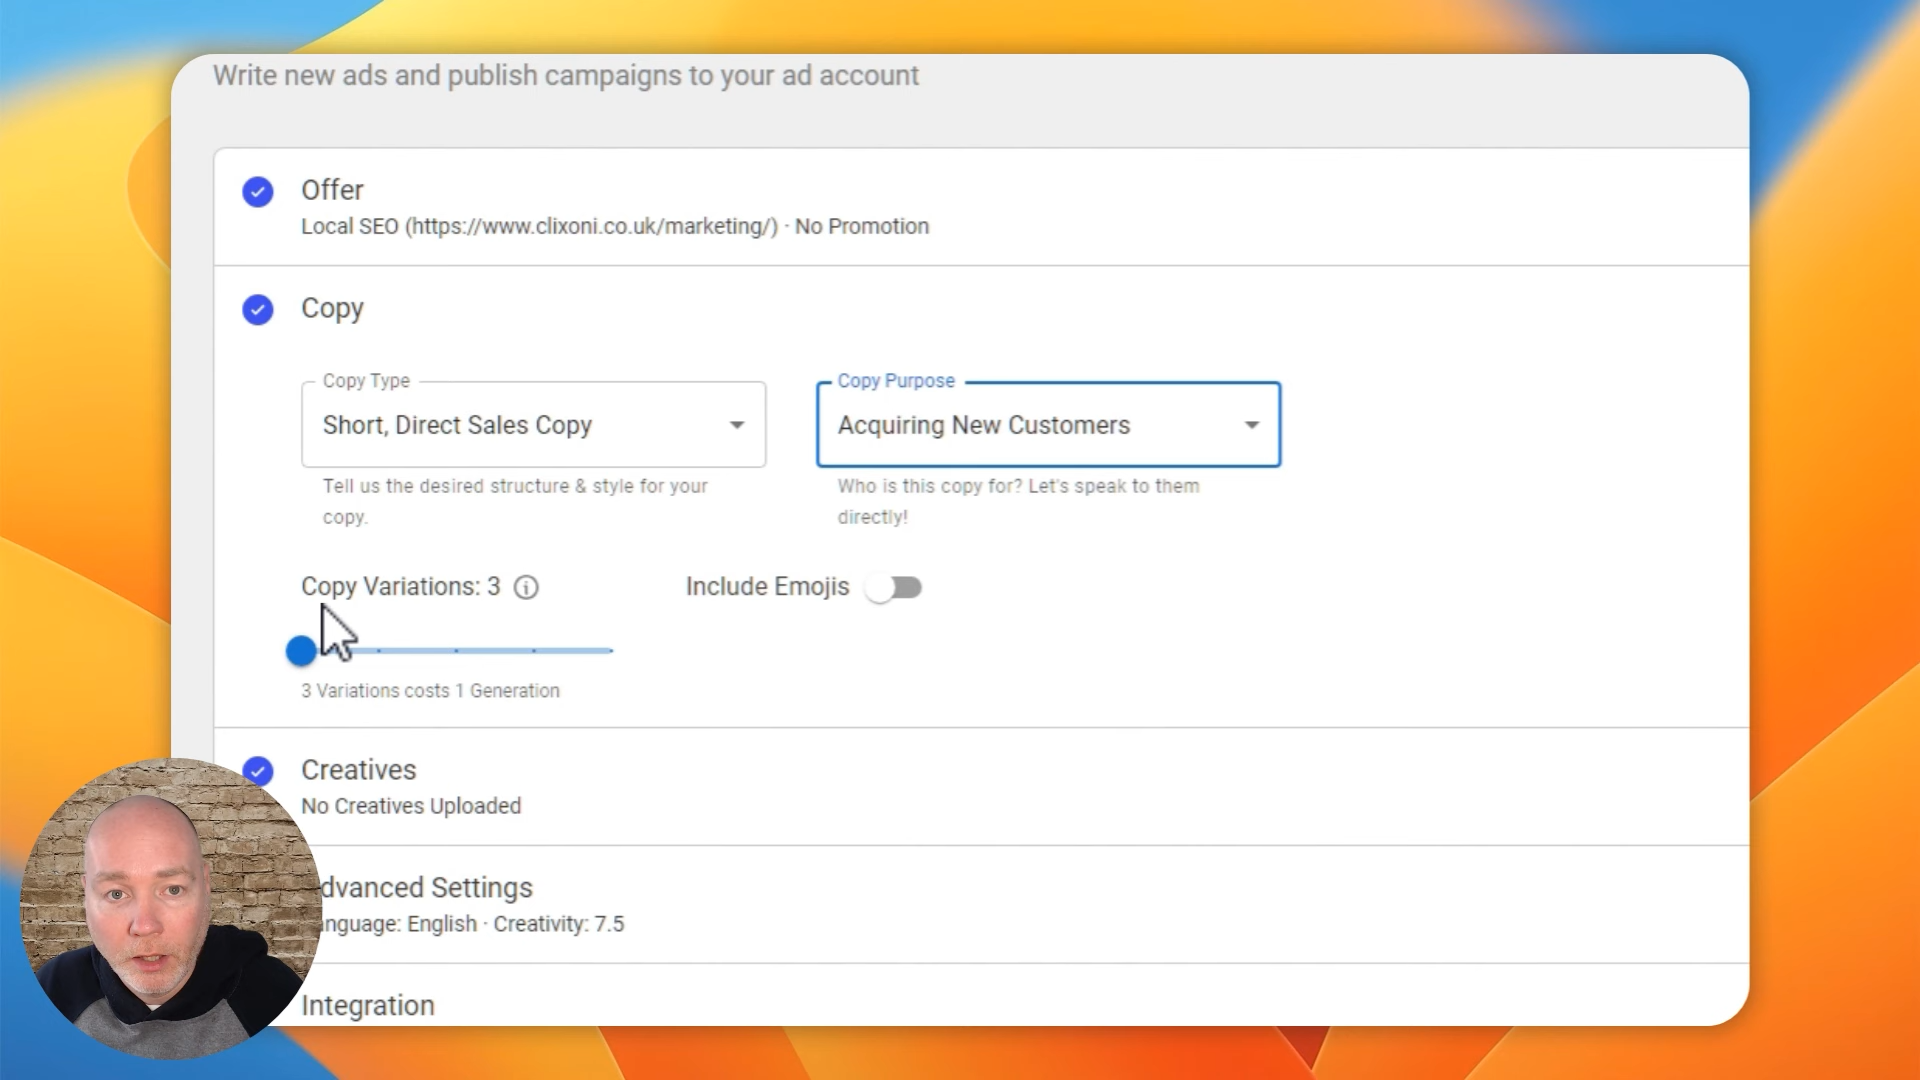 Write new ads and publish campaigns to your ad account
Offer
Local SEO (https://www.clixoni.co.uk/marketing/) · No Promotion
Copy
Copy Type
Short, Direct Sales Copy
Tell us the desired structure & style for your
copy.
Copy Purpose
Acquiring New Customers
Who is this copy for? Let's speak to them
directly!
Copy Variations: 3
Include Emojis
3 Variations costs 1 Generation
Creatives
No Creatives Uploaded
dvanced Settings
nguage: English · Creativity: 7.5
Integration